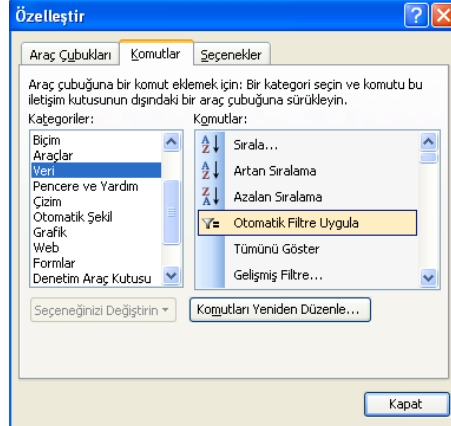 Özelleştir
Araç Çubukları Komutlar Seçenekler
Araç çubuğuna bir komut eklemek için: Bir kategori seçin ve komutu bu
iletişim kutusunun dışındaki bir araç çubuğuna sürükleyin.
Kategoriler:
Biçim
Araçlar
Veri
Pencere ve Yardım
Çizim
Otomatik Şekil
Grafik
Web
Formlar
Denetim Araç Kutusu
Komutlar:
Sırala...
Artan Sıralama
Azalan Sıralama
Otomatik Filtre Uygula
Tümünü Göster
Gelişmiş Filtre...
Seçeneğinizi Değiştirin
Komutları Yeniden Düzenle...
Kapat